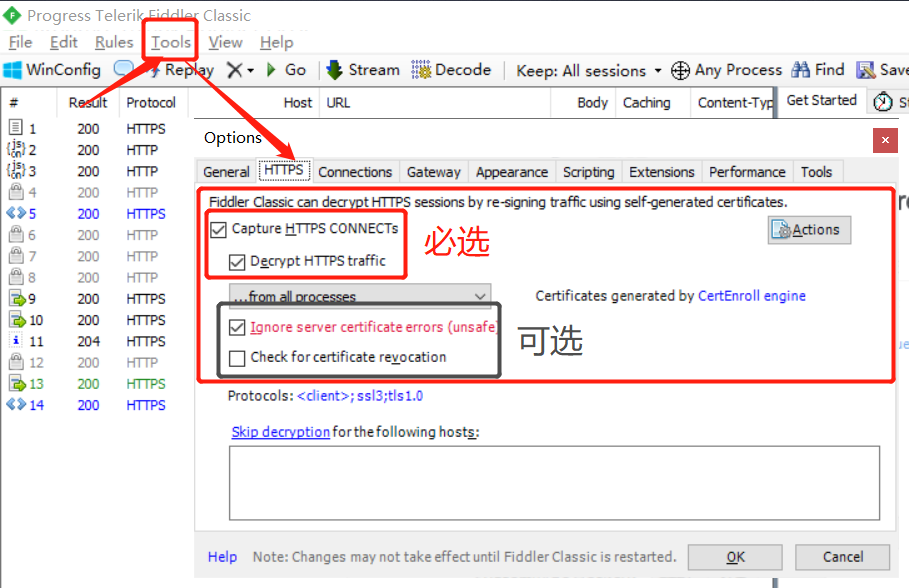 Progress Telerik Fiddler Classic
File Edit Rules Tools View Help
WinConfig Replay Go Stream Decode Keep: All sessions Any Process Find Save
# Result Protocol Host URL Body Caching Content-Typ Get Started St
1 200 HTTPS
2 200 HTTP
3 200 HTTP
4 200 HTTP
5 200 HTTPS
6 200 HTTP
7 200 HTTP
8 200 HTTP
9 200 HTTPS
10 200 HTTPS
11 204 HTTPS
12 200 HTTP
13 200 HTTPS
14 200 HTTPS
Options
General HTTPS Connections Gateway Appearance Scripting Extensions Performance Tools
Fiddler Classic can decrypt HTTPS sessions by re-signing traffic using self-generated certificates.
Capture HTTPS CONNECTs
必选
Actions
Decrypt HTTPS traffic
...from all processes
Certificates generated by CertEnroll engine
Ignore server certificate errors (unsafe)
可选
Check for certificate revocation
Protocols: <client>;ssl3;tls1.0
Skip decryption for the following hosts:
Help Note: Changes may not take effect until Fiddler Classic is restarted. OK Cancel